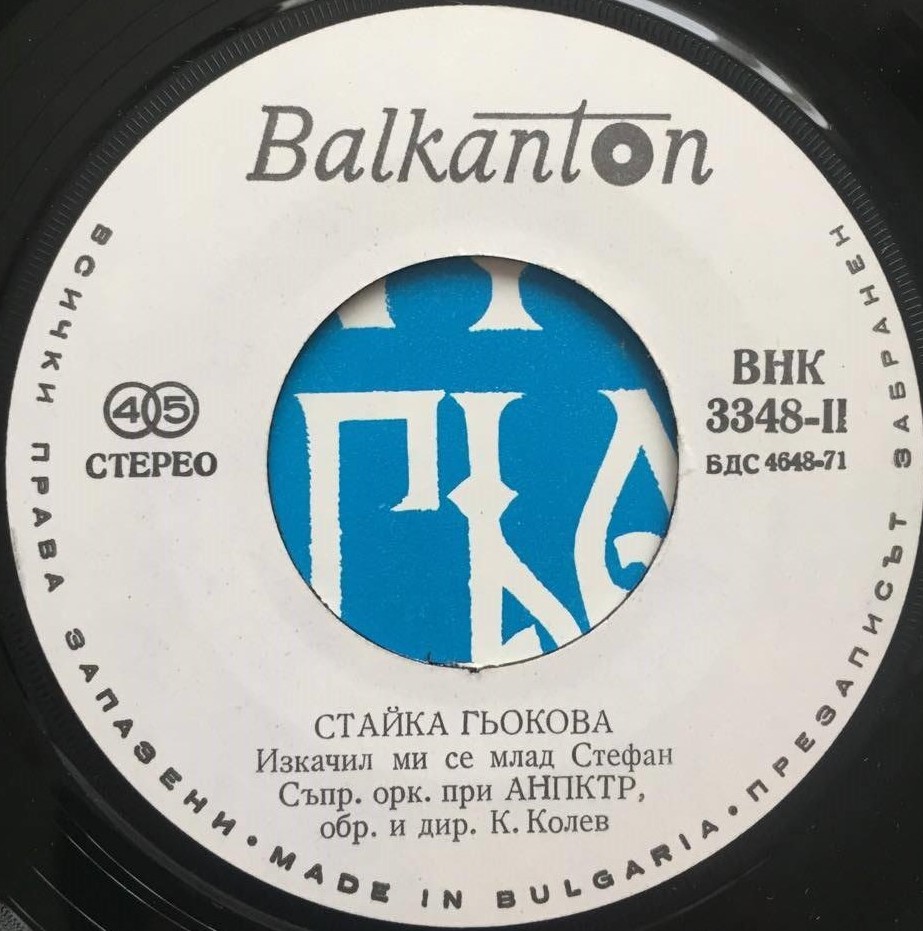 Balkanton
45
СТЕРЕО
ВНК
3348-II
БДС 4648-71
СТАЙКА ГЬОКОВА
Изкачил ми се млад Стефан
Съпр. орк. при АНПКТР,
обр. и дир. К. Колев
ВСИЧКИ ПРАВА ЗАПАЗЕНИ • MADE IN BULGARIA • ПРЕЗАПИСЪТ ЗАБРАНЕН